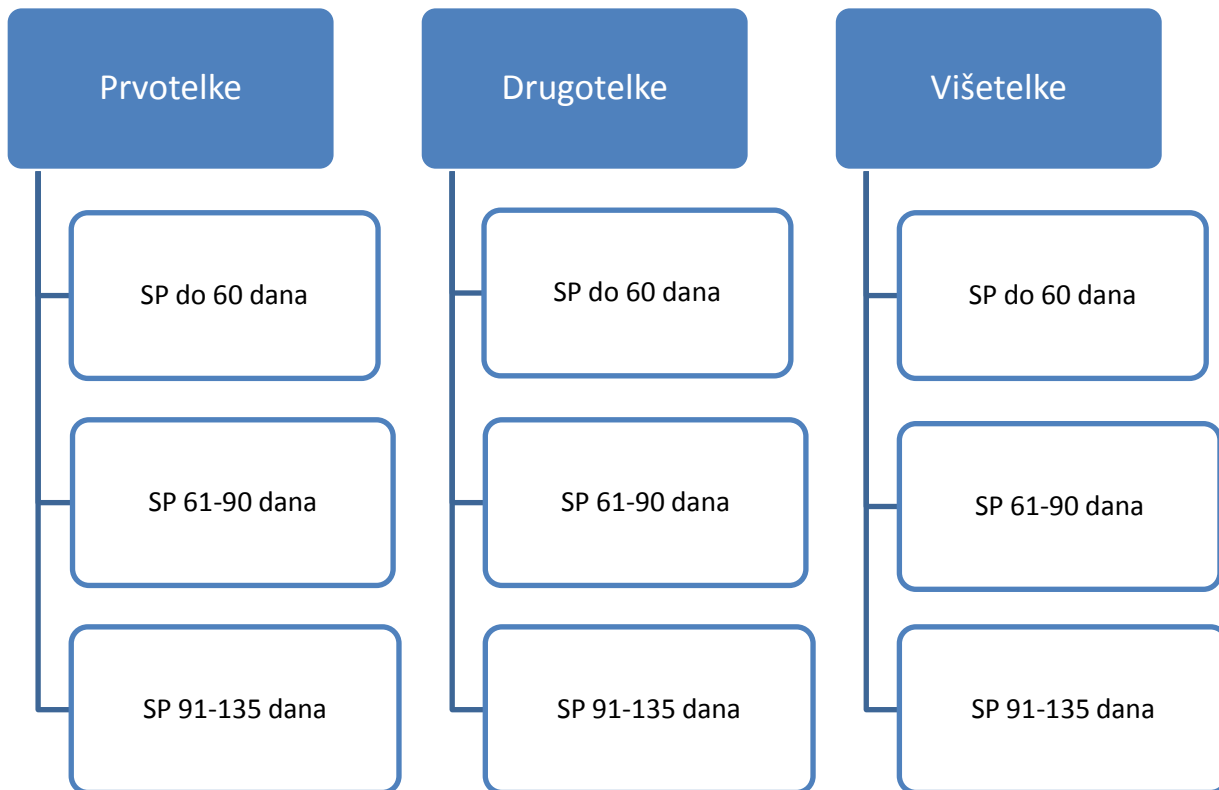 Prvotelke
SP do 60 dana
SP 61-90 dana
SP 91-135 dana
Drugotelke
SP do 60 dana
SP 61-90 dana
SP 91-135 dana
Višetelke
SP do 60 dana
SP 61-90 dana
SP 91-135 dana